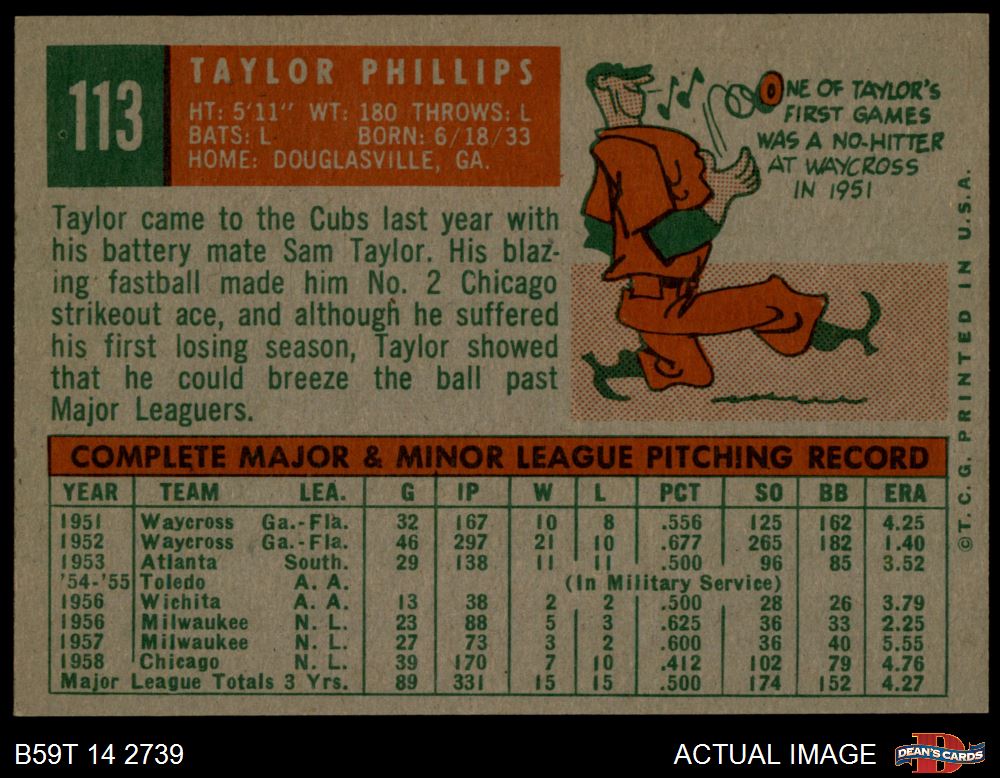 113
TAYLOR PHILLIPS
HT: 5'11" WT: 180 THROWS: L
BATS: L BORN: 6/18/33
HOME: DOUGLASVILLE, GA.
ONE OF TAYLOR'S
FIRST GAMES
WAS A NO-HITTER
AT WAYCROSS
IN 1951
Taylor came to the Cubs last year with
his battery mate Sam Taylor. His blaz-
ing fastball made him No. 2 Chicago
strikeout ace, and although he suffered
his first losing season, Taylor showed
that he could breeze the ball past
Major Leaguers.
COMPLETE MAJOR & MINOR LEAGUE PITCHING RECORD
YEAR TEAM LEA. G IP W L PCT SO BB ERA
1951 Waycross Ga.-Fla. 32 167 10 8 .556 125 162 4.25
1952 Waycross Ga.-Fla. 46 297 21 10 .677 265 182 1.40
1953 Atlanta South. 29 138 11 11 .500 96 85 3.52
'54-'55 Toledo A. A. (In Military Service)
1956 Wichita A. A. 13 38 2 2 .500 28 26 3.79
1956 Milwaukee N. L. 23 88 5 3 .625 36 33 2.25
1957 Milwaukee N. L. 27 73 3 2 .600 36 40 5.55
1958 Chicago N. L. 39 170 7 10 .412 102 79 4.76
Major League Totals 3 Yrs. 89 331 15 15 .500 174 152 4.27
©T. C. G. PRINTED IN U.S.A.
B59T 14 2739
ACTUAL IMAGE
DEAN'S CARDS